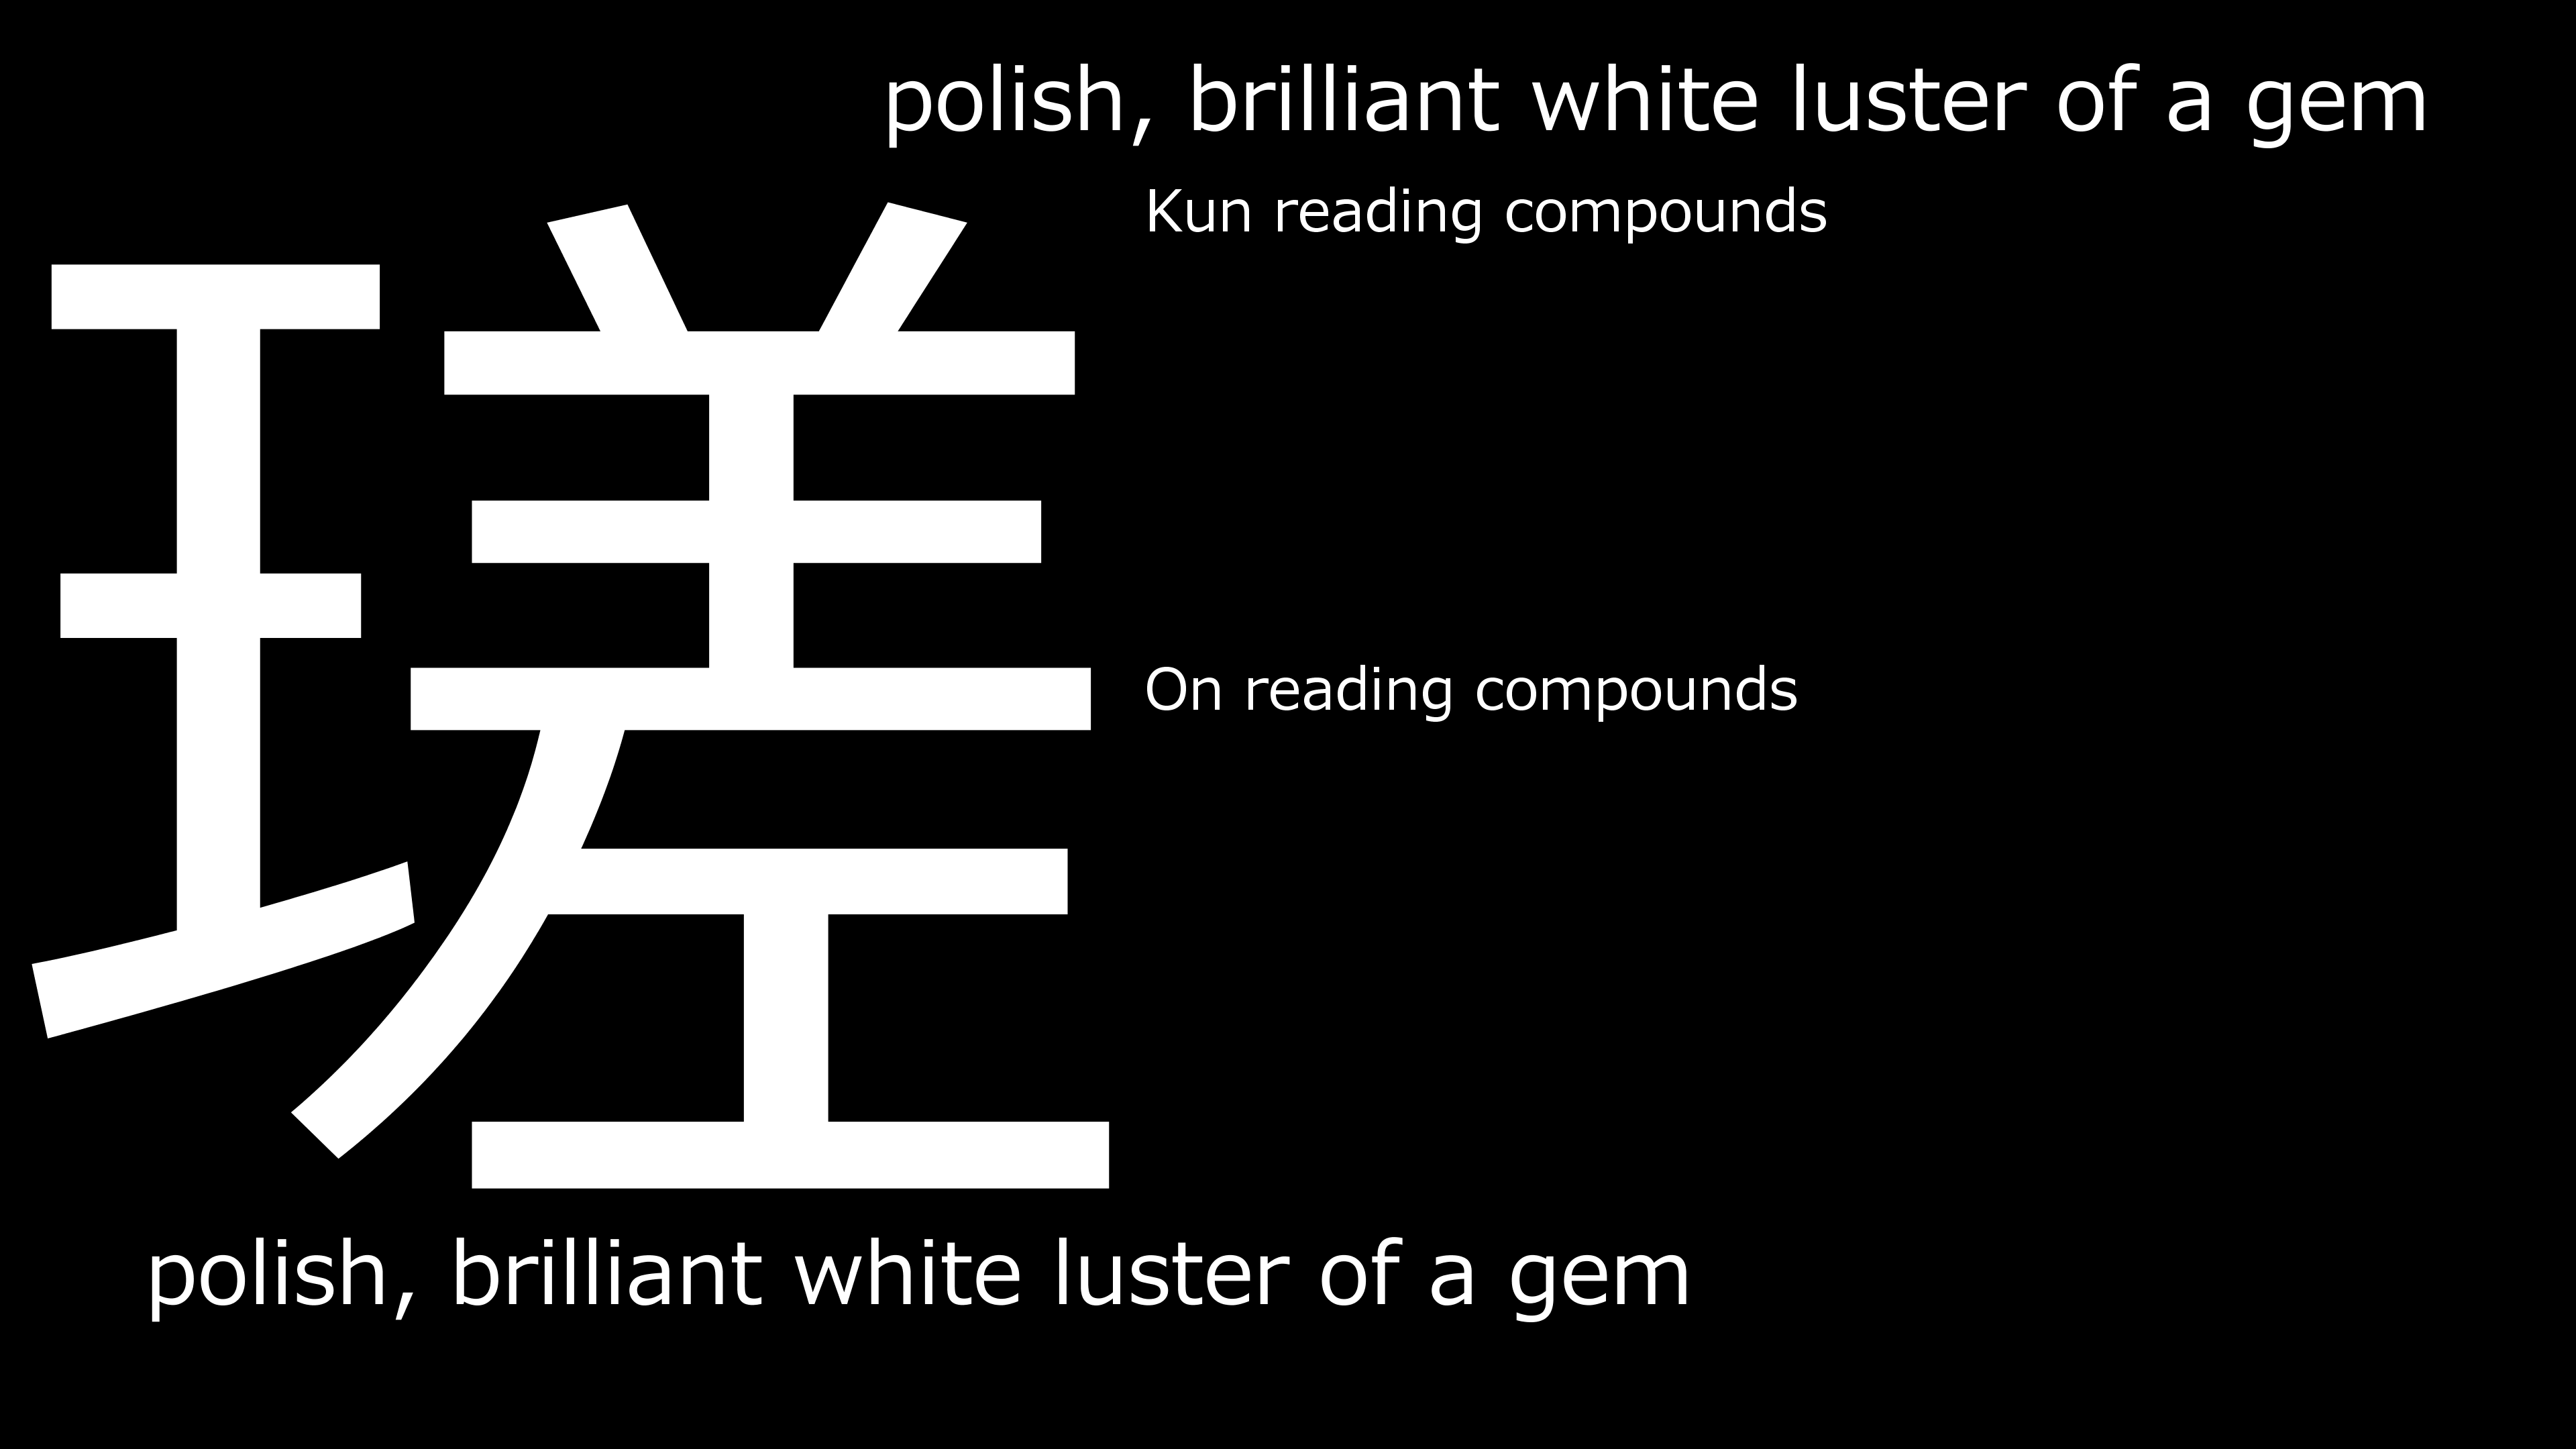 polish, brilliant white luster of a gem
Kun reading compounds
瑳
On reading compounds
polish, brilliant white luster of a gem